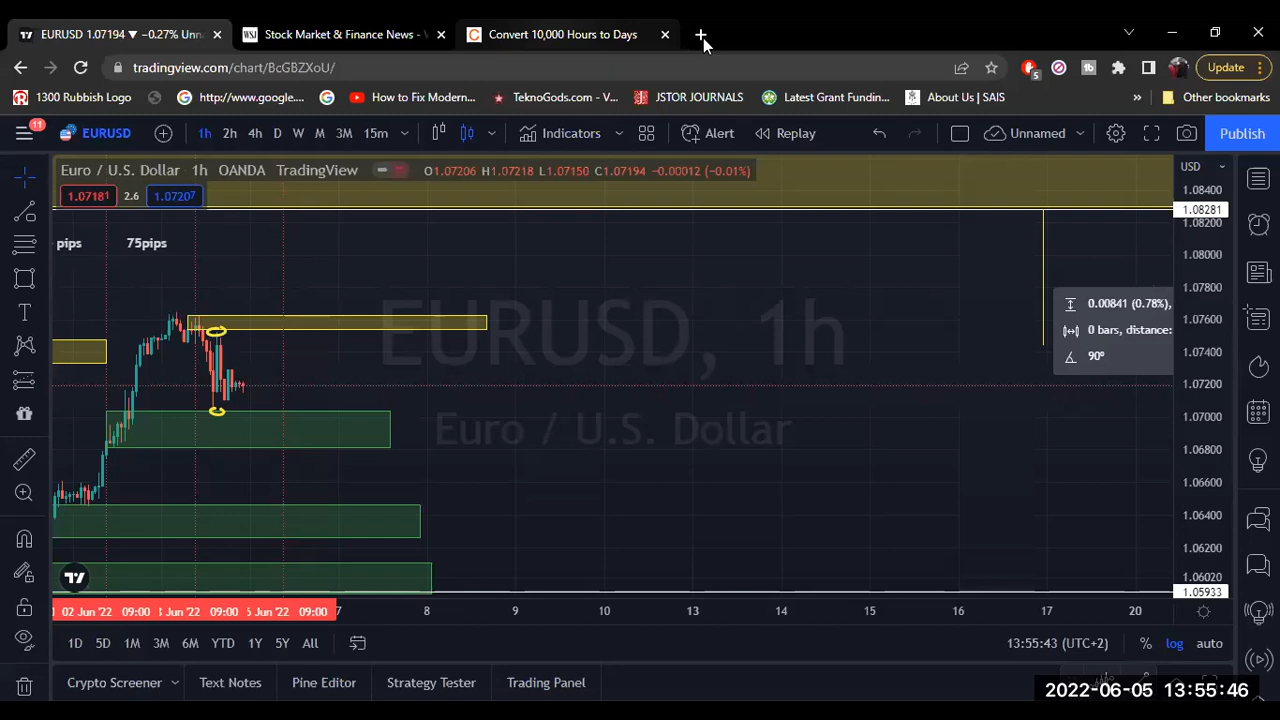 EURUSD 1.07194 ▼ −0.27% Unna
WSJ Stock Market & Finance News - V
Convert 10,000 Hours to Days
tradingview.com/chart/BcGBZXoU/
5
Update
1300 Rubbish Logo
http://www.google....
How to Fix Modern...
TeknoGods.com - V...
JSTOR JOURNALS
Latest Grant Fundin...
About Us | SAIS
»
Other bookmarks
11
EURUSD
1h 2h 4h D W M 3M 15m
Indicators
Alert
Replay
Unnamed
Publish
Euro / U.S. Dollar 1h OANDA TradingView
O1.07206 H1.07218 L1.07150 C1.07194 −0.00012 (−0.01%)
USD
1.07181 2.6 1.07207
1.08400
1.08281
1.08200
pips 75pips
1.08000
1.07800
0.00841 (0.78%),
0 bars, distance:
90º
1.07600
1.07400
1.07200
1.07000
1.06800
1.06600
1.06400
1.06200
1.06020
1.05933
EURUSD, 1h
Euro / U.S. Dollar
02 Jun '22 09:00 3 Jun '22 09:00 6 Jun '22 09:00 7 8 9 10 13 14 15 16 17 20
1D 5D 1M 3M 6M YTD 1Y 5Y All
13:55:43 (UTC+2)
% log auto
Crypto Screener
Text Notes
Pine Editor
Strategy Tester
Trading Panel
2022-06-05 13:55:46